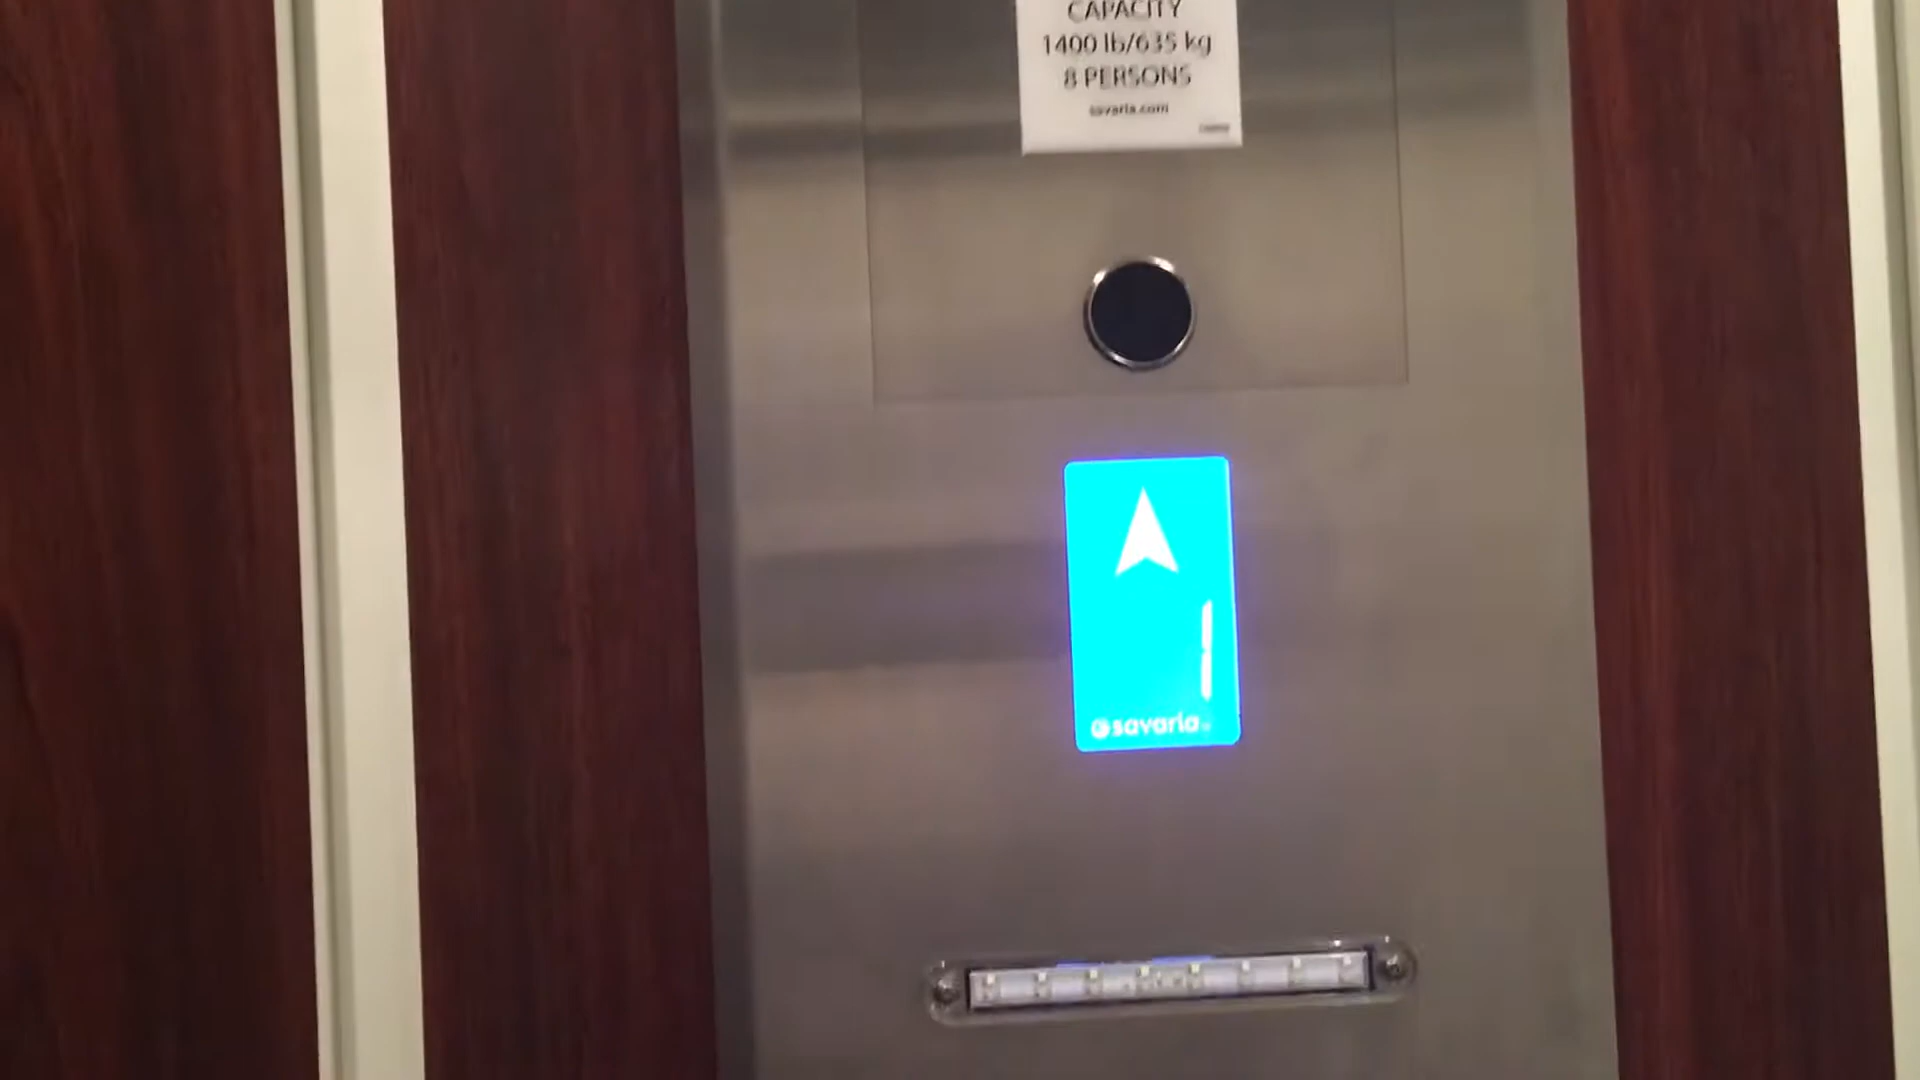 CAPACITY
1400 lb/635 kg
8 PERSONS
savaria.com
1
savaria